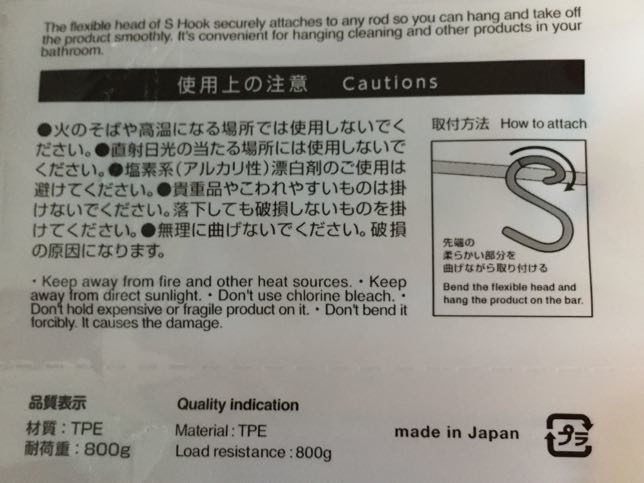 The flexible head of S Hook securely attaches to any rod so you can hang and take off
the product smoothly. It's convenient for hanging cleaning and other products in your
bathroom.
使用上の注意 Cautions
●火のそばや高温になる場所では使用しないでく
ださい。●直射日光の当たる場所には使用しないで
ください。●塩素系(アルカリ性)漂白剤のご使用は
避けてください。●貴重品やこわれやすいものは掛
けないでください。落下しても破損しないものを掛
けてください。●無理に曲げないでください。破損
の原因になります。
・Keep away from fire and other heat sources. ・Keep
away from direct sunlight. ・Don't use chlorine bleach. ・
Don't hold expensive or fragile product on it. ・Don't bend it
forcibly. It causes the damage.
取付方法 How to attach
先端の
柔らかい部分を
曲げながら取り付ける
Bend the flexible head and
hang the product on the bar.
品質表示 Quality indication
材質：TPE Material : TPE
耐荷重：800g Load resistance : 800g
made in Japan
プラ